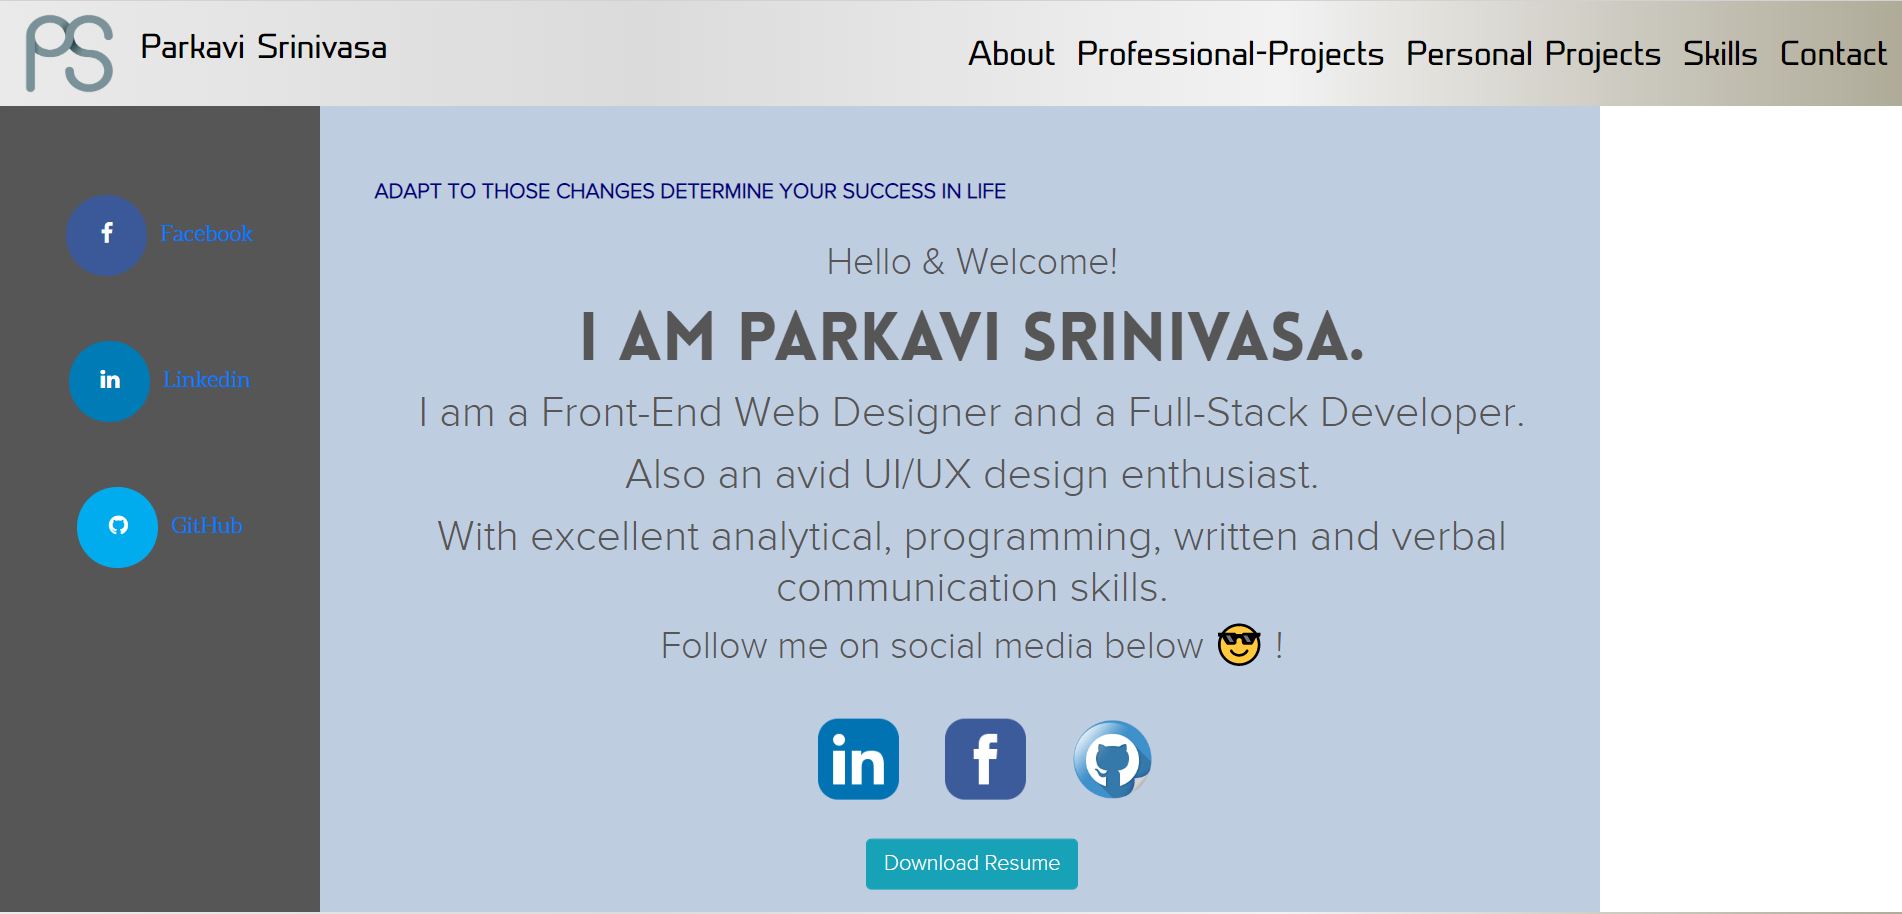 PS Parkavi Srinivasa
About Professional-Projects Personal Projects Skills Contact
f Facebook
in Linkedin
GitHub
ADAPT TO THOSE CHANGES DETERMINE YOUR SUCCESS IN LIFE
Hello & Welcome!
I AM PARKAVI SRINIVASA.
I am a Front-End Web Designer and a Full-Stack Developer.
Also an avid UI/UX design enthusiast.
With excellent analytical, programming, written and verbal
communication skills.
Follow me on social media below 😎 !
in f
Download Resume